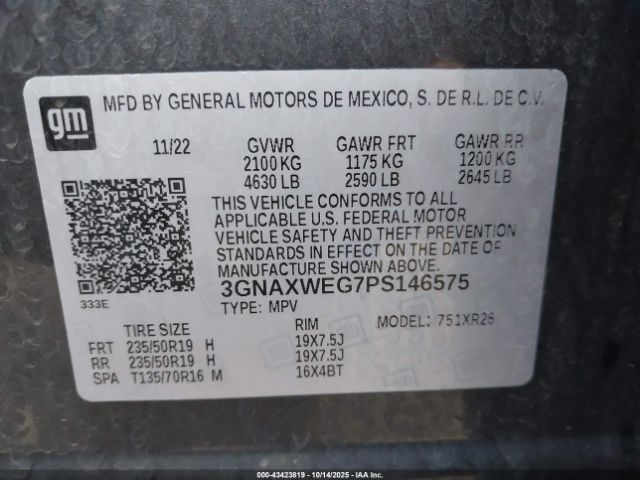 gm
MFD BY GENERAL MOTORS DE MEXICO, S. DE R.L. DE C.V.
11/22 GVWR GAWR FRT GAWR RR
2100 KG 1175 KG 1200 KG
4630 LB 2590 LB 2645 LB
THIS VEHICLE CONFORMS TO ALL
APPLICABLE U.S. FEDERAL MOTOR
VEHICLE SAFETY AND THEFT PREVENTION
STANDARDS IN EFFECT ON THE DATE OF
MANUFACTURE SHOWN ABOVE.
333E
3GNAXWEG7PS146575
TYPE: MPV MODEL: 751XR26
TIRE SIZE RIM
FRT 235/50R19 H 19X7.5J
RR 235/50R19 H 19X7.5J
SPA T135/70R16 M 16X4BT
000-43423819 | 10/14/2025 | ©IAA Inc.